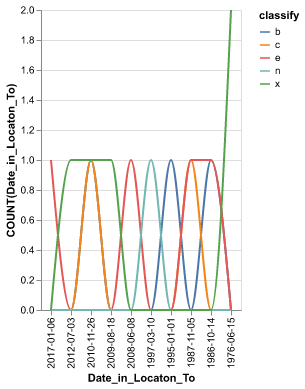 classify
b
c
e
n
x
COUNT(Date_in_Locaton_To)
2.0
1.8
1.6
1.4
1.2
1.0
0.8
0.6
0.4
0.2
0.0
2017-01-06
2012-07-03
2010-11-26
2009-08-18
2008-06-08
1997-03-10
1995-01-01
1987-11-05
1986-10-14
1976-06-15
Date_in_Locaton_To